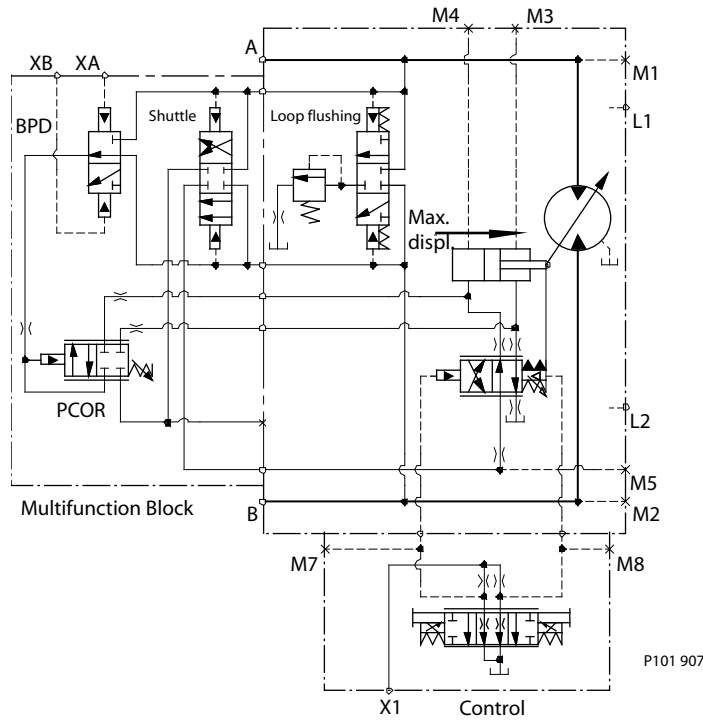 M4
M3
A
XB
XA
M1
BPD
Shuttle
Loop flushing
L1
Max.
displ.
PCOR
L2
M5
Multifunction Block
B
M2
M7
M8
P101 907
X1
Control